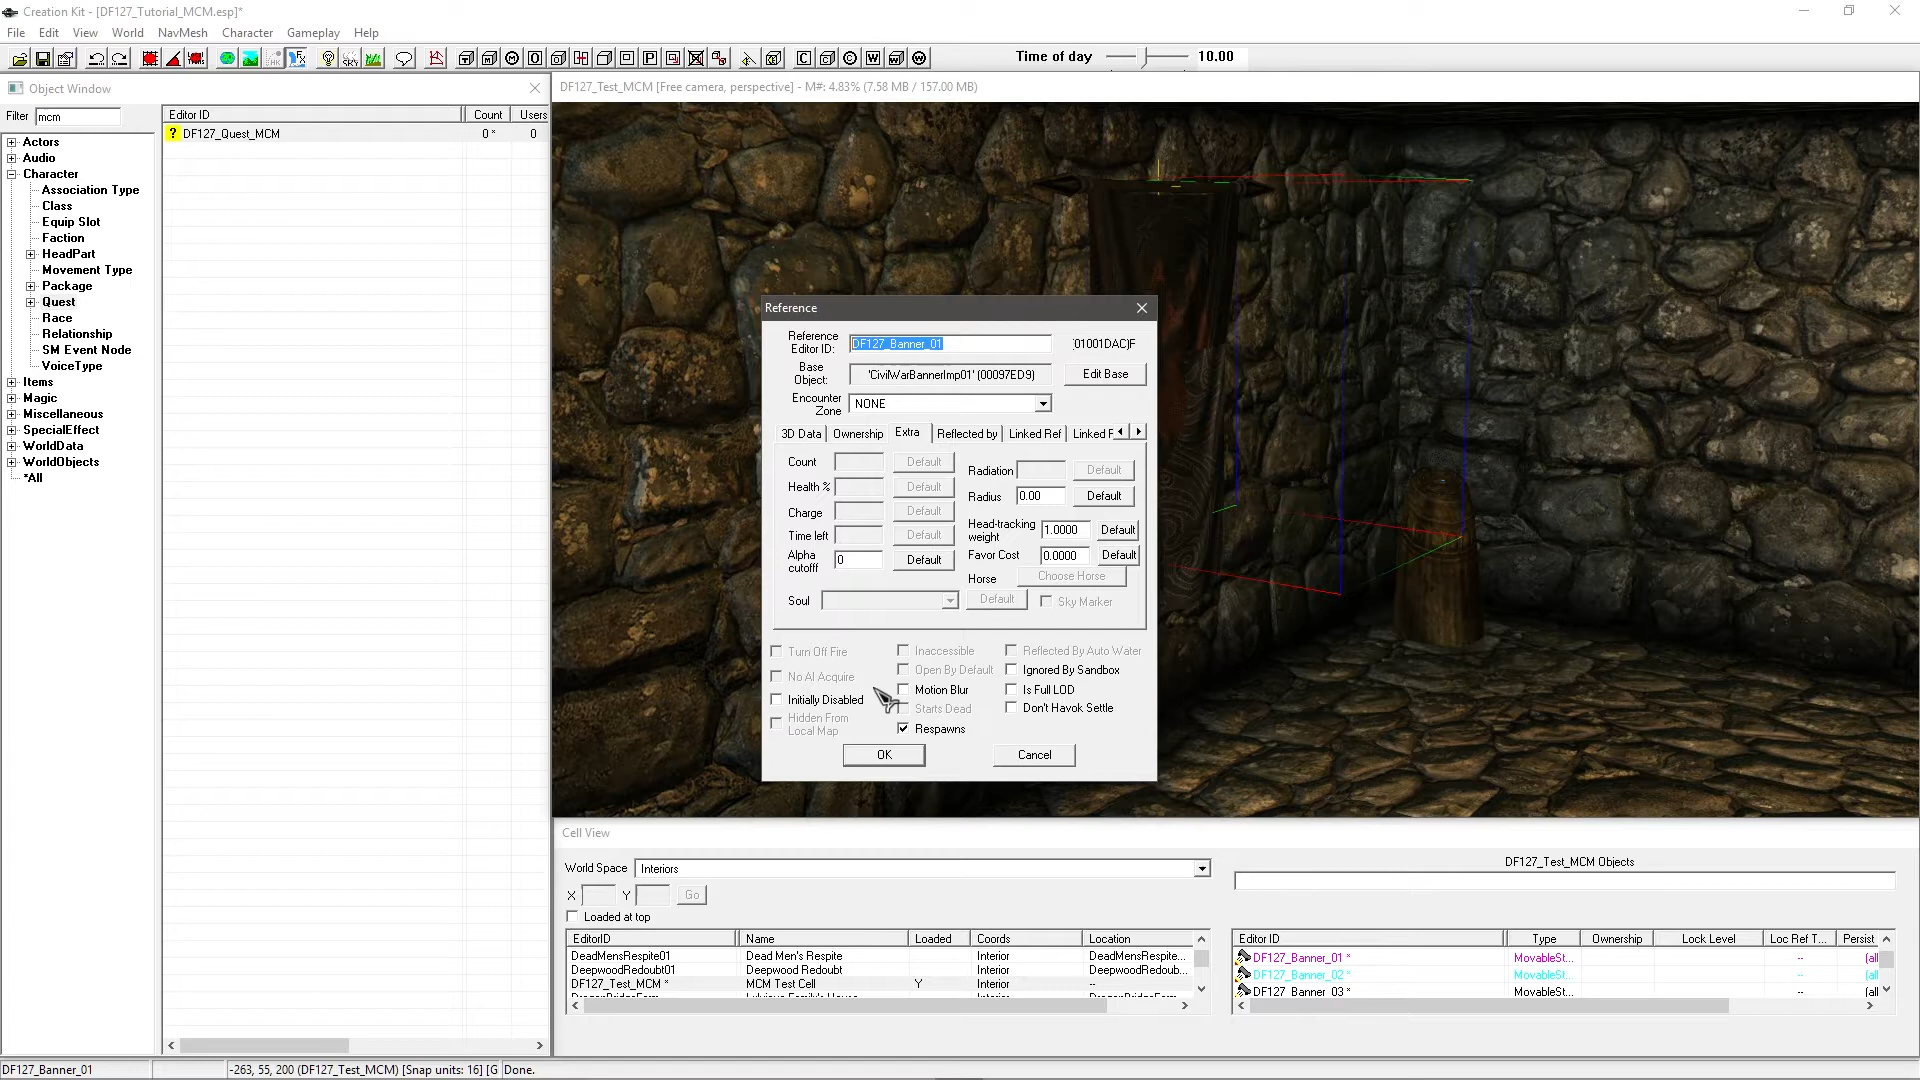 Creation Kit - [DF127_Tutorial_MCM.esp]*
File Edit View World NavMesh Character Gameplay Help
Time of day 10.00
Object Window
Filter mcm
Actors
Audio
Character
Association Type
Class
Equip Slot
Faction
HeadPart
Movement Type
Package
Quest
Race
Relationship
SM Event Node
VoiceType
Items
Magic
Miscellaneous
SpecialEffect
WorldData
WorldObjects
*All
Editor ID Count Users
DF127_Quest_MCM 0 * 0
DF127_Test_MCM [Free camera, perspective] - M#: 4.83% (7.58 MB / 157.00 MB)
Reference
Reference Editor ID: DF127_Banner_01 (01001DAC)F
Base Object: 'CivilWarBannerImp01' (00097ED9) Edit Base
Encounter Zone NONE
3D Data Ownership Extra Reflected by Linked Ref Linked F
Count Default
Health % Default
Charge Default
Time left Default
Alpha cutofff 0 Default
Radiation Default
Radius 0.00 Default
Head-tracking weight 1.0000 Default
Favor Cost 0.0000 Default
Horse Choose Horse
Soul Default Sky Marker
Turn Off Fire Inaccessible Reflected By Auto Water
No AI Acquire Open By Default Ignored By Sandbox
Initially Disabled Motion Blur Is Full LOD
Hidden From Local Map Starts Dead Don't Havok Settle
Respawns
OK Cancel
Cell View
World Space Interiors
X Y Go
Loaded at top
EditorID Name Loaded Coords Location
DeadMensRespite01 Dead Men's Respite Interior DeadMensRespite...
DeepwoodRedoubt01 Deepwood Redoubt Interior DeepwoodRedoub...
DF127_Test_MCM * MCM Test Cell Y Interior --
DF127_Test_MCM Objects
Editor ID Type Ownership Lock Level Loc Ref T... Persist
DF127_Banner_01 * MovableSt... -- (all
DF127_Banner_02 * MovableSt... -- (all
DF127_Banner_03 * MovableSt... -- (all
DF127_Banner_01 -263, 55, 200 (DF127_Test_MCM) [Snap units: 16] [G Done.